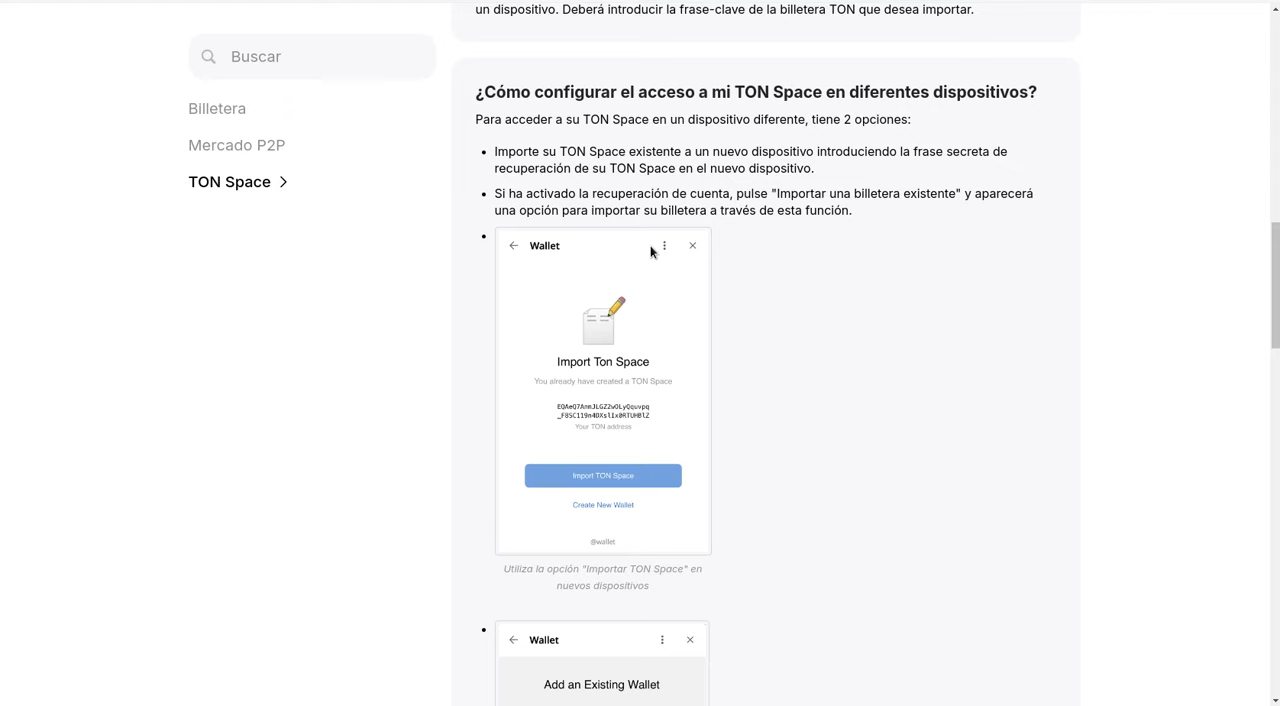 un dispositivo. Deberá introducir la frase-clave de la billetera TON que desea importar.
Buscar
Billetera
Mercado P2P
TON Space
¿Cómo configurar el acceso a mi TON Space en diferentes dispositivos?
Para acceder a su TON Space en un dispositivo diferente, tiene 2 opciones:
Importe su TON Space existente a un nuevo dispositivo introduciendo la frase secreta de
recuperación de su TON Space en el nuevo dispositivo.
Si ha activado la recuperación de cuenta, pulse "Importar una billetera existente" y aparecerá
una opción para importar su billetera a través de esta función.
Wallet
Import Ton Space
You already have created a TON Space
Your TON address
Import TON Space
Create New Wallet
@wallet
Utiliza la opción "Importar TON Space" en
nuevos dispositivos
Wallet
Add an Existing Wallet